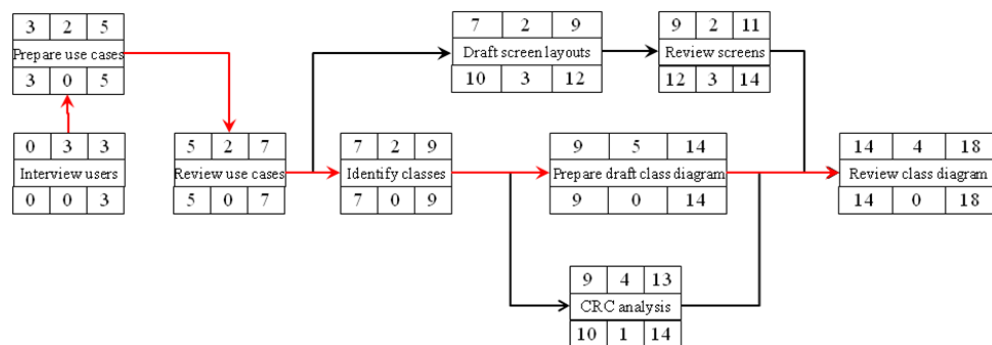 3 2 5
Prepare use cases
3 0 5
0 3 3
Interview users
0 0 3
5 2 7
Review use cases
5 0 7
7 2 9
Draft screen layouts
10 3 12
9 2 11
Review screens
12 3 14
7 2 9
Identify classes
7 0 9
9 5 14
Prepare draft class diagram
9 0 14
9 4 13
CRC analysis
10 1 14
14 4 18
Review class diagram
14 0 18